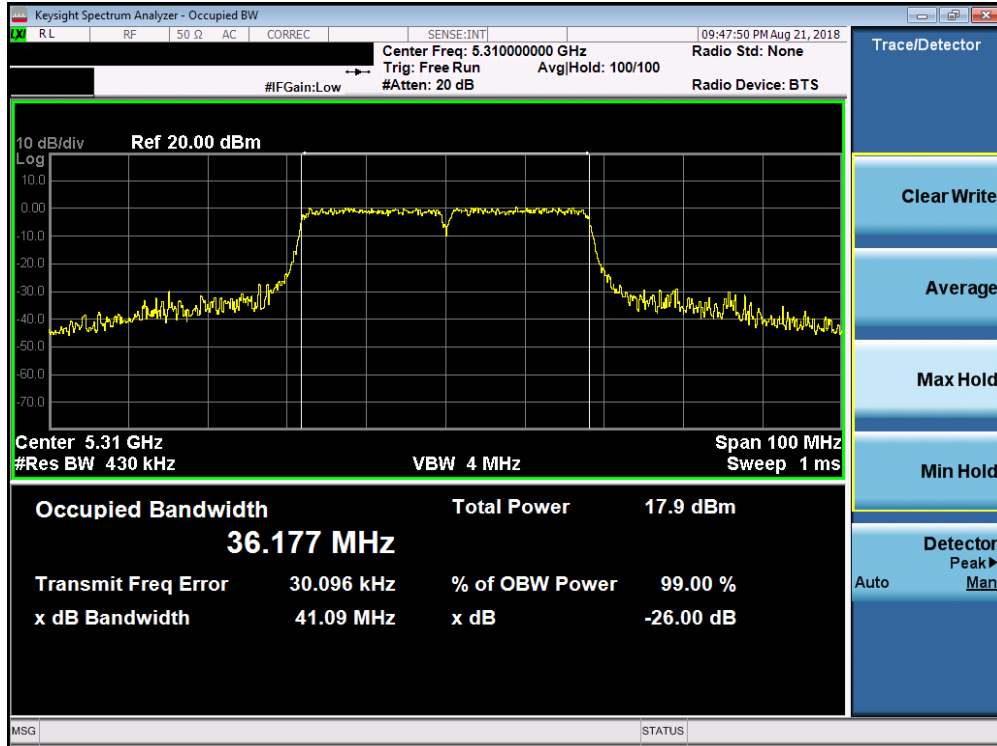 Keysight Spectrum Analyzer - Occupied BW
LXI RL RF 50 Ω AC CORREC SENSE:INT 09:47:50 PM Aug 21, 2018
Center Freq: 5.310000000 GHz Radio Std: None
Trig: Free Run Avg|Hold: 100/100
#IFGain:Low #Atten: 20 dB Radio Device: BTS
10 dB/div Ref 20.00 dBm
Log
10.0
0.00
-10.0
-20.0
-30.0
-40.0
-50.0
-60.0
-70.0
Center 5.31 GHz Span 100 MHz
#Res BW 430 kHz VBW 4 MHz Sweep 1 ms
Occupied Bandwidth Total Power 17.9 dBm
36.177 MHz
Transmit Freq Error 30.096 kHz % of OBW Power 99.00 %
x dB Bandwidth 41.09 MHz x dB -26.00 dB
MSG STATUS
Trace/Detector
Clear Write
Average
Max Hold
Min Hold
Detector
Peak▶
Auto Man